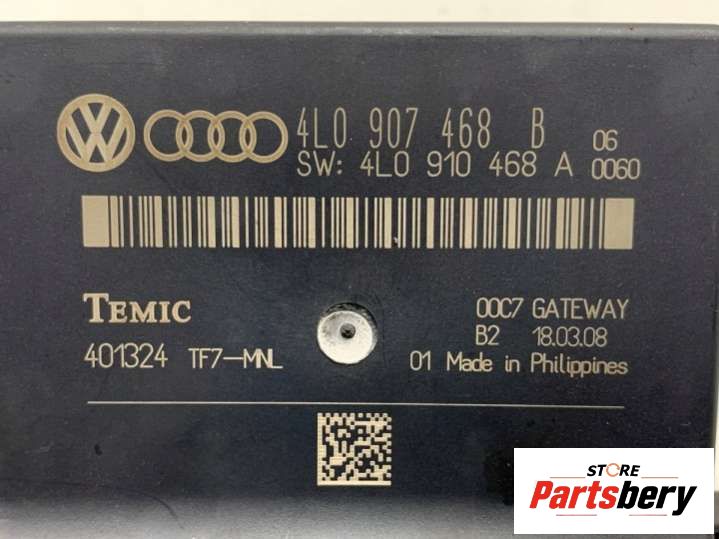 4L0 907 468 B 06
SW: 4L0 910 468 A 0060
TEMIC 00C7 GATEWAY
B2 18.03.08
401324 TF7-MNL 01 Made in Philippines
STORE
Partsbery